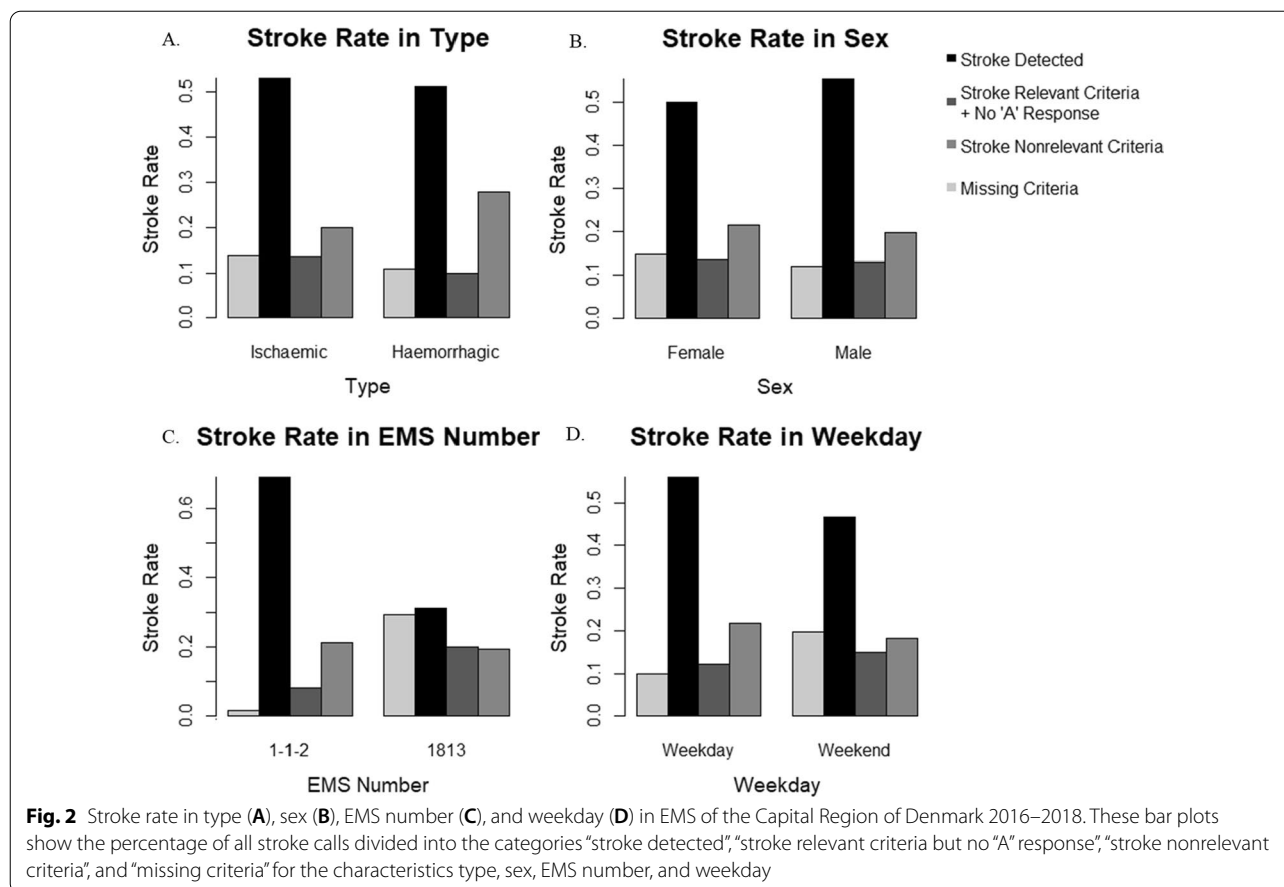 A.
Stroke Rate in Type
Stroke Rate
0.0
0.1
0.2
0.3
0.4
0.5
Ischaemic
Haemorrhagic
Type
B.
Stroke Rate in Sex
Stroke Rate
0.0
0.1
0.2
0.3
0.4
0.5
Female
Male
Sex
Stroke Detected
Stroke Relevant Criteria
+ No 'A' Response
Stroke Nonrelevant Criteria
Missing Criteria
C.
Stroke Rate in EMS Number
Stroke Rate
0.0
0.2
0.4
0.6
1-1-2
1813
EMS Number
D.
Stroke Rate in Weekday
Stroke Rate
0.0
0.1
0.2
0.3
0.4
0.5
Weekday
Weekend
Weekday
Fig. 2 Stroke rate in type (A), sex (B), EMS number (C), and weekday (D) in EMS of the Capital Region of Denmark 2016–2018. These bar plots
show the percentage of all stroke calls divided into the categories “stroke detected”, “stroke relevant criteria but no “A” response”, “stroke nonrelevant
criteria”, and “missing criteria” for the characteristics type, sex, EMS number, and weekday